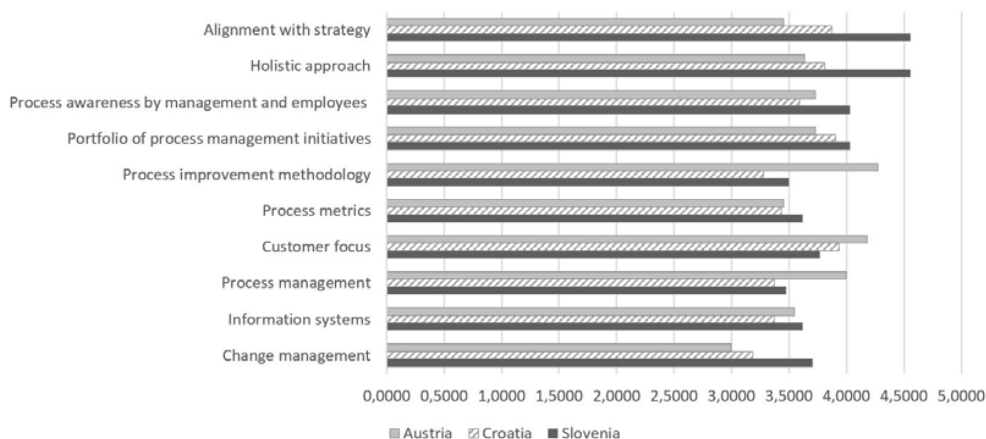 Alignment with strategy
Holistic approach
Process awareness by management and employees
Portfolio of process management initiatives
Process improvement methodology
Process metrics
Customer focus
Process management
Information systems
Change management
0,0000 0,5000 1,0000 1,5000 2,0000 2,5000 3,0000 3,5000 4,0000 4,5000 5,0000
Austria Croatia Slovenia